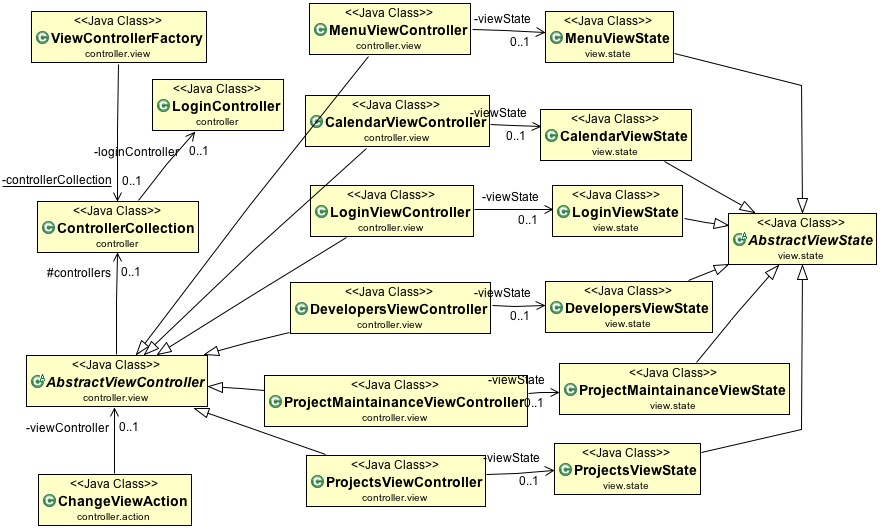 <<Java Class>>
ViewControllerFactory
controller.view
<<Java Class>>
MenuViewController
controller.view
-viewState
0..1
<<Java Class>>
MenuViewState
view.state
<<Java Class>>
LoginController
controller
<<Java Class>>
CalendarViewController
controller.view
-viewState
0..1
<<Java Class>>
CalendarViewState
view.state
-loginController
0..1
-controllerCollection
0..1
<<Java Class>>
LoginViewController
controller.view
-viewState
0..1
<<Java Class>>
LoginViewState
view.state
<<Java Class>>
ControllerCollection
controller
<<Java Class>>
AbstractViewState
view.state
#controllers
0..1
<<Java Class>>
DevelopersViewController
controller.view
-viewState
0..1
<<Java Class>>
DevelopersViewState
view.state
<<Java Class>>
AbstractViewController
controller.view
<<Java Class>>
ProjectMaintainanceViewController
controller.view
-viewState
0..1
<<Java Class>>
ProjectMaintainanceViewState
view.state
-viewController
0..1
<<Java Class>>
ProjectsViewController
controller.view
-viewState
0..1
<<Java Class>>
ProjectsViewState
view.state
<<Java Class>>
ChangeViewAction
controller.action